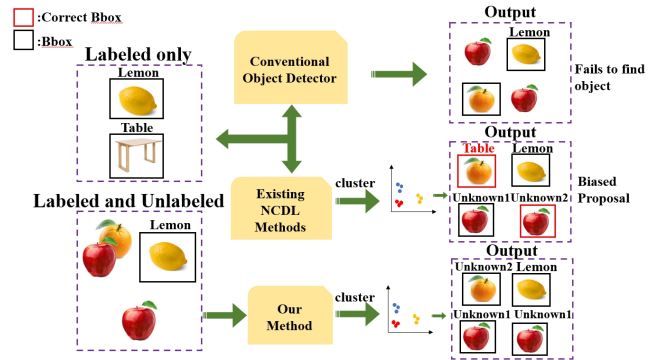 :Correct Bbox
:Bbox
Labeled only
Lemon
Table
Labeled and Unlabeled
Lemon
Conventional
Object Detector
Existing
NCDL
Methods
cluster
Our
Method
cluster
Output
Lemon
Fails to find
object
Output
Table Lemon
Unknown1 Unknown2
Biased
Proposal
Output
Unknown2 Lemon
Unknown1 Unknown1